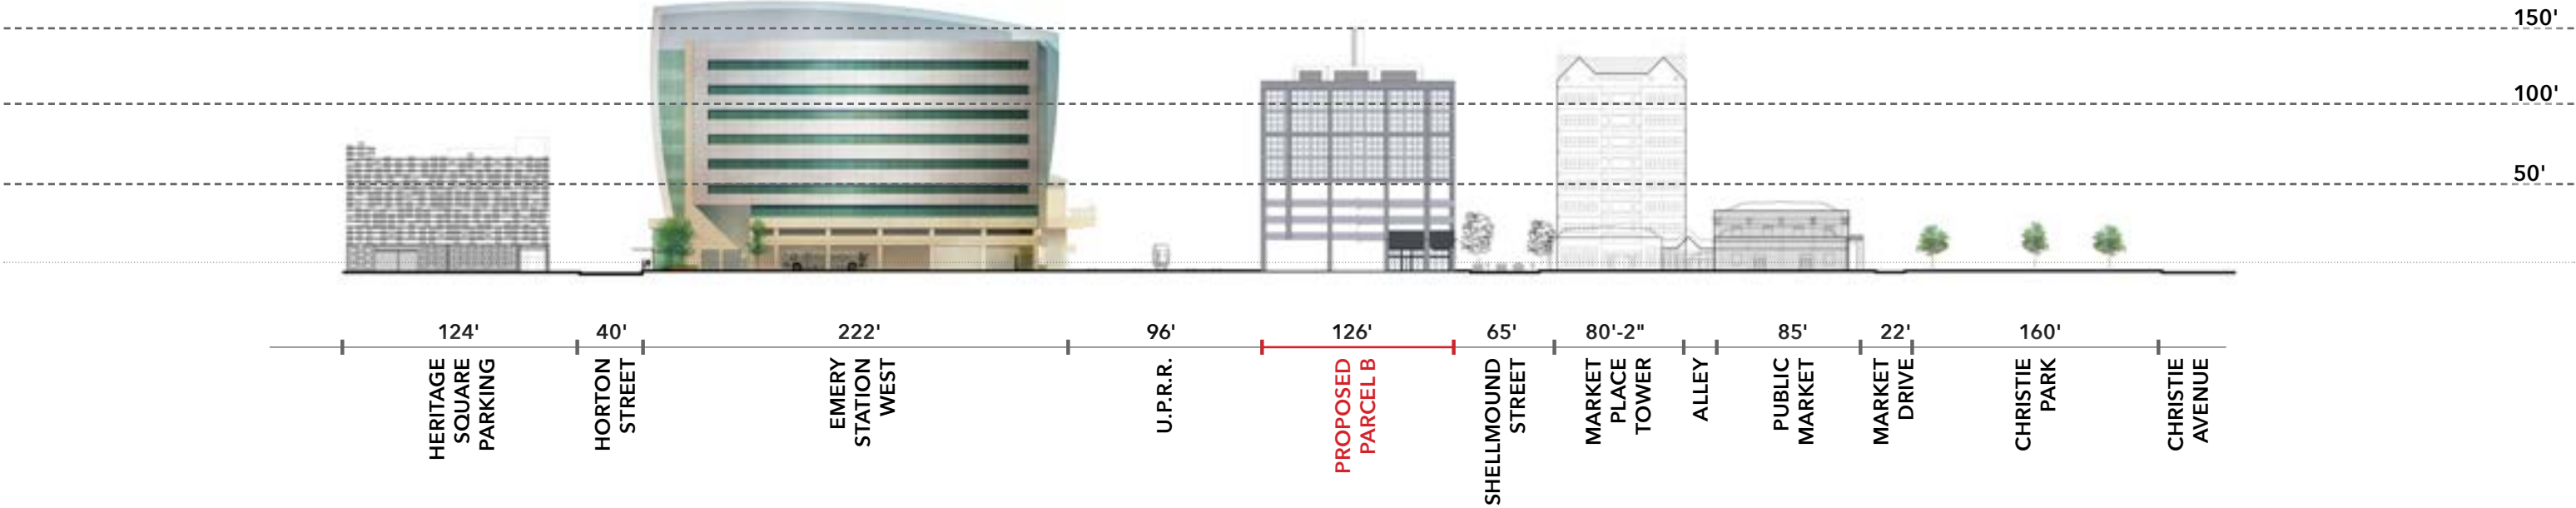 150'
100'
50'
124'
40'
222'
96'
126'
65'
80'-2"
85'
22'
160'
HERITAGE
SQUARE
PARKING
HORTON
STREET
EMERY
STATION
WEST
U.P.R.R.
PROPOSED
PARCEL B
SHELLMOUND
STREET
MARKET
PLACE
TOWER
ALLEY
PUBLIC
MARKET
MARKET
DRIVE
CHRISTIE
PARK
CHRISTIE
AVENUE